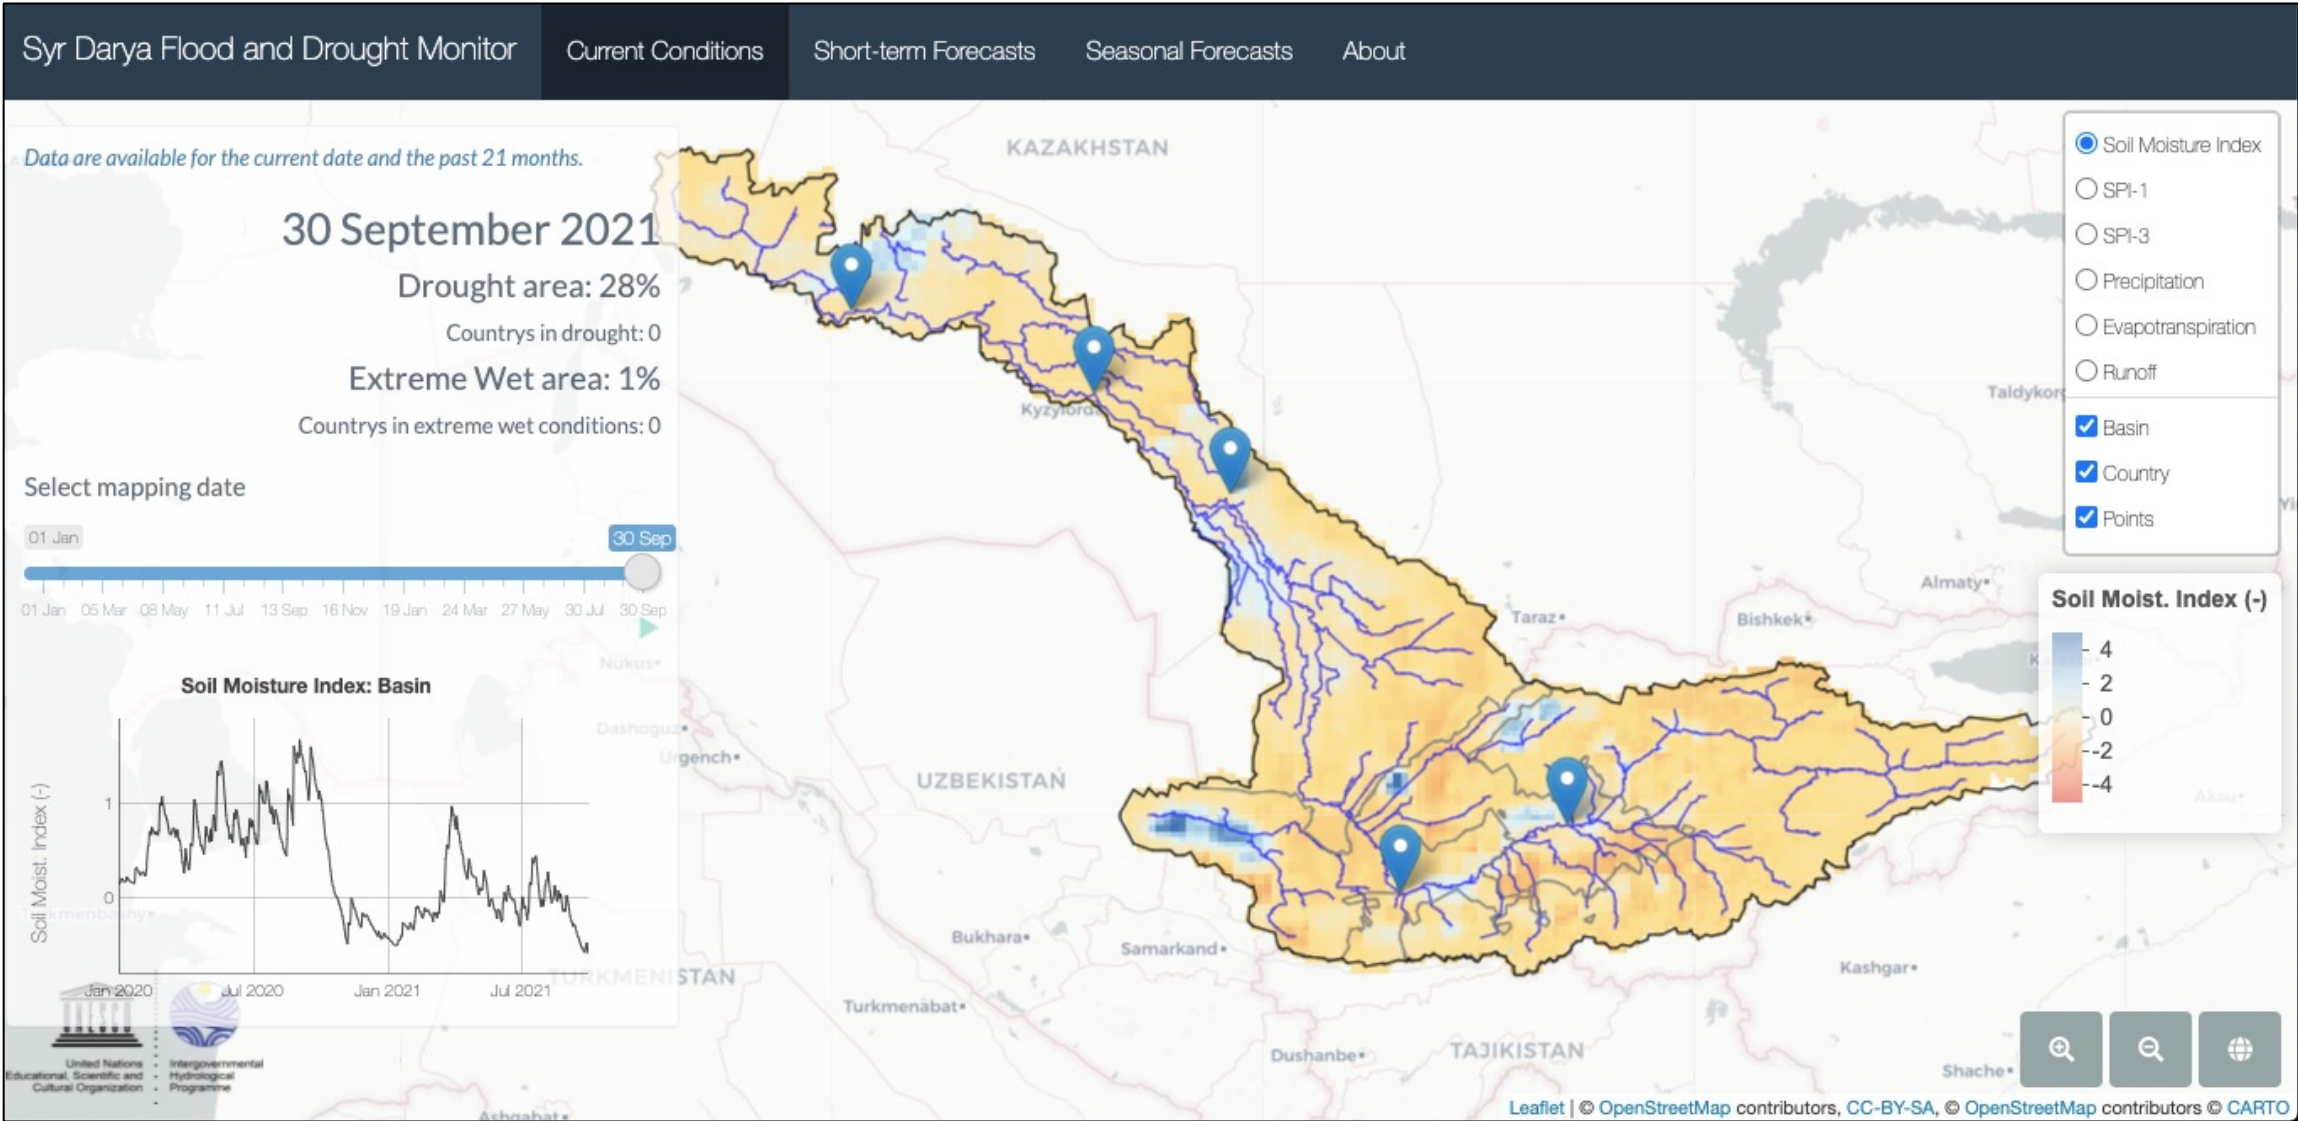 Syr Darya Flood and Drought Monitor
Current Conditions
Short-term Forecasts
Seasonal Forecasts
About
Data are available for the current date and the past 21 months.
30 September 2021
Drought area: 28%
Countrys in drought: 0
Extreme Wet area: 1%
Countrys in extreme wet conditions: 0
Select mapping date
01 Jan
30 Sep
01 Jan 05 Mar 08 May 11 Jul 13 Sep 16 Nov 19 Jan 24 Mar 27 May 30 Jul 30 Sep
Soil Moisture Index: Basin
Soil Moist. Index (-)
1
0
Jan 2020
Jul 2020
Jan 2021
Jul 2021
UNESCO
United Nations
Educational, Scientific and
Cultural Organization
Intergovernmental
Hydrological
Programme
KAZAKHSTAN
Taraz
Bishkek
Almaty
Nukus
Dashoguz
Urgench
UZBEKISTAN
Bukhara
Samarkand
TURKMENISTAN
Turkmenabat
Dushanbe
TAJIKISTAN
Kashgar
Aksu
Shache
Ashgabat
Soil Moisture Index
SPI-1
SPI-3
Precipitation
Evapotranspiration
Runoff
Basin
Country
Points
Soil Moist. Index (-)
4
2
0
-2
-4
Leaflet | © OpenStreetMap contributors, CC-BY-SA, © OpenStreetMap contributors © CARTO